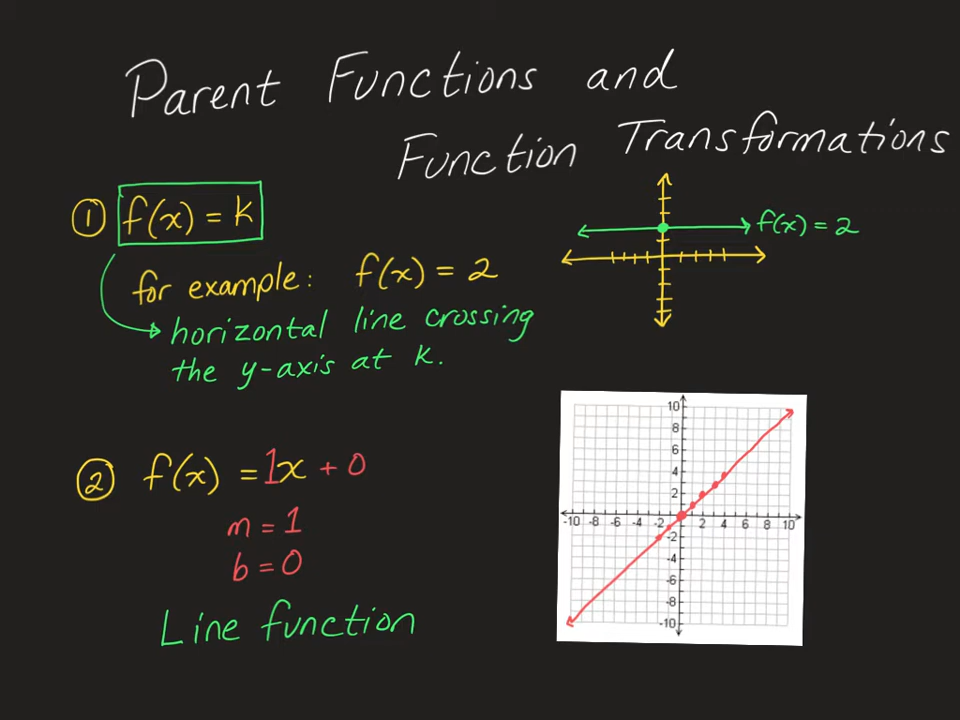 Parent Functions and
Function Transformations
① f(x) = k
f(x) = 2
for example: f(x) = 2
horizontal line crossing
the y-axis at k.
② f(x) = 1x + 0
m = 1
b = 0
Line function
10
8
6
4
2
-10 -8 -6 -4 -2 2 4 6 8 10
-2
-4
-6
-8
-10